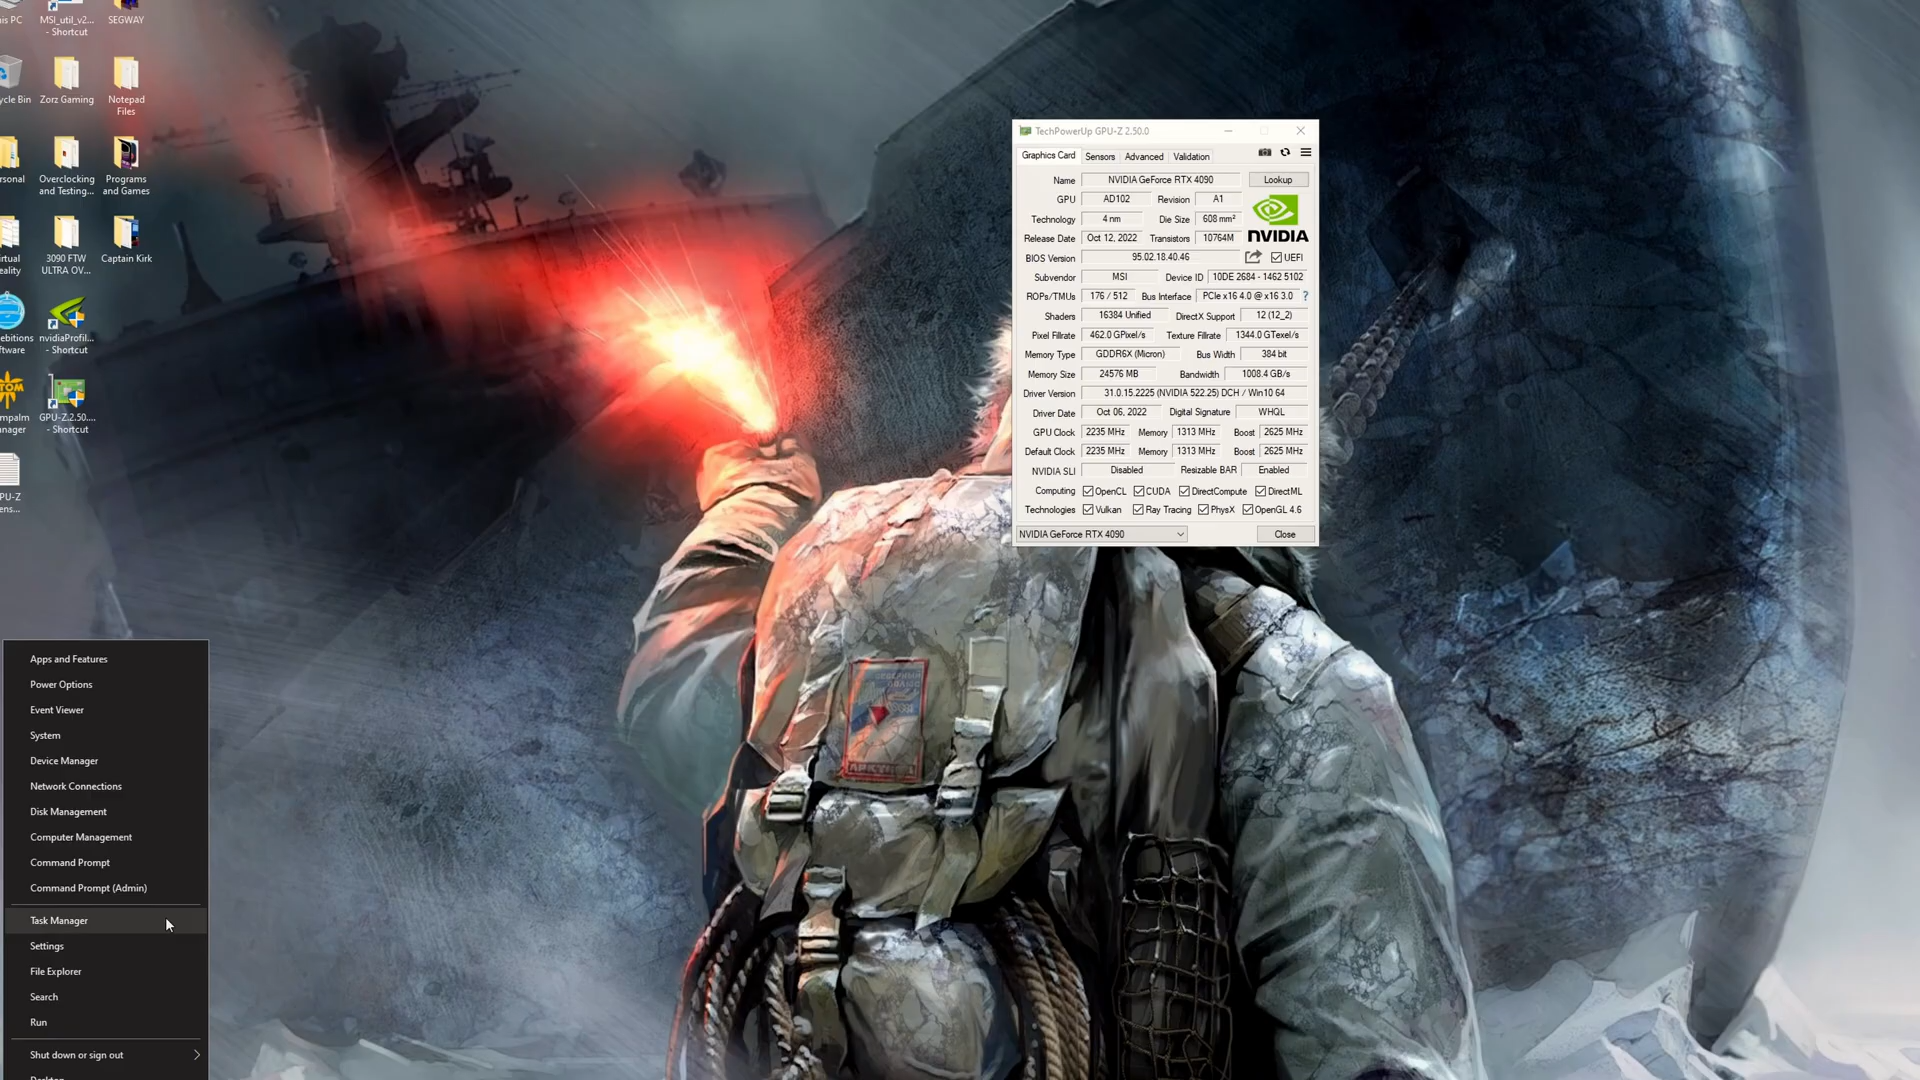 his PC
MSI_util_v2...
- Shortcut
SEGWAY
ycle Bin
Zorz Gaming
Notepad
Files
rsonal
Overclocking
and Testing...
Programs
and Games
irtual
eality
3090 FTW
ULTRA OV...
Captain Kirk
ebitions
ftware
nvidiaProfil...
- Shortcut
mpalm
nager
GPU-Z.2.50....
- Shortcut
PU-Z
ens...
TechPowerUp GPU-Z 2.50.0
Graphics Card Sensors Advanced Validation
Name NVIDIA GeForce RTX 4090 Lookup
GPU AD102 Revision A1
Technology 4 nm Die Size 608 mm²
Release Date Oct 12, 2022 Transistors 10764M
NVIDIA
BIOS Version 95.02.18.40.46 UEFI
Subvendor MSI Device ID 10DE 2684 - 1462 5102
ROPs/TMUs 176 / 512 Bus Interface PCIe x16 4.0 @ x16 3.0 ?
Shaders 16384 Unified DirectX Support 12 (12_2)
Pixel Fillrate 462.0 GPixel/s Texture Fillrate 1344.0 GTexel/s
Memory Type GDDR6X (Micron) Bus Width 384 bit
Memory Size 24576 MB Bandwidth 1008.4 GB/s
Driver Version 31.0.15.2225 (NVIDIA 522.25) DCH / Win10 64
Driver Date Oct 06, 2022 Digital Signature WHQL
GPU Clock 2235 MHz Memory 1313 MHz Boost 2625 MHz
Default Clock 2235 MHz Memory 1313 MHz Boost 2625 MHz
NVIDIA SLI Disabled Resizable BAR Enabled
Computing OpenCL CUDA DirectCompute DirectML
Technologies Vulkan Ray Tracing PhysX OpenGL 4.6
NVIDIA GeForce RTX 4090 Close
Apps and Features
Power Options
Event Viewer
System
Device Manager
Network Connections
Disk Management
Computer Management
Command Prompt
Command Prompt (Admin)
Task Manager
Settings
File Explorer
Search
Run
Shut down or sign out